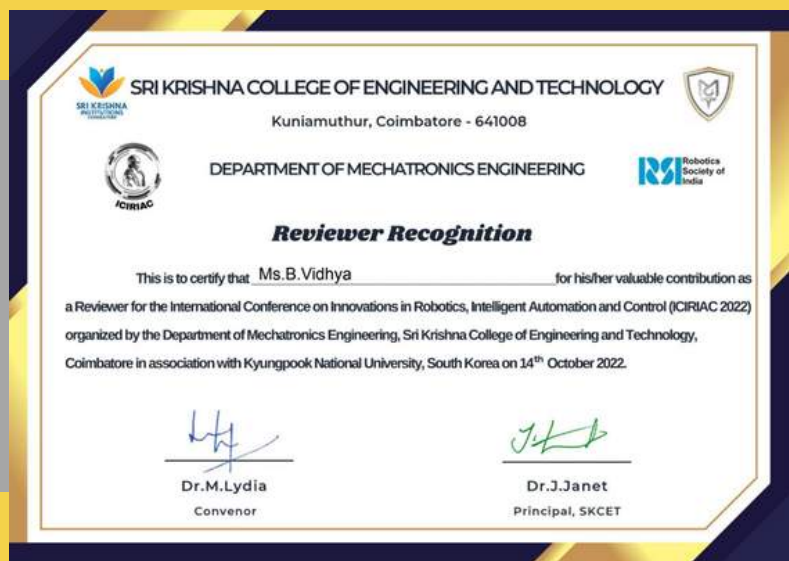 SRI KRISHNA COLLEGE OF ENGINEERING AND TECHNOLOGY
SRI KRISHNA
INSTITUTIONS
Kuniamuthur, Coimbatore - 641008
DEPARTMENT OF MECHATRONICS ENGINEERING
ICIRIAC
RSI Robotics
Society of
India
Reviewer Recognition
This is to certify that Ms.B.Vidhya for his/her valuable contribution as
a Reviewer for the International Conference on Innovations in Robotics, Intelligent Automation and Control (ICIRIAC 2022)
organized by the Department of Mechatronics Engineering, Sri Krishna College of Engineering and Technology,
Coimbatore in association with Kyungpook National University, South Korea on 14th October 2022.
Dr.M.Lydia
Convenor
Dr.J.Janet
Principal, SKCET